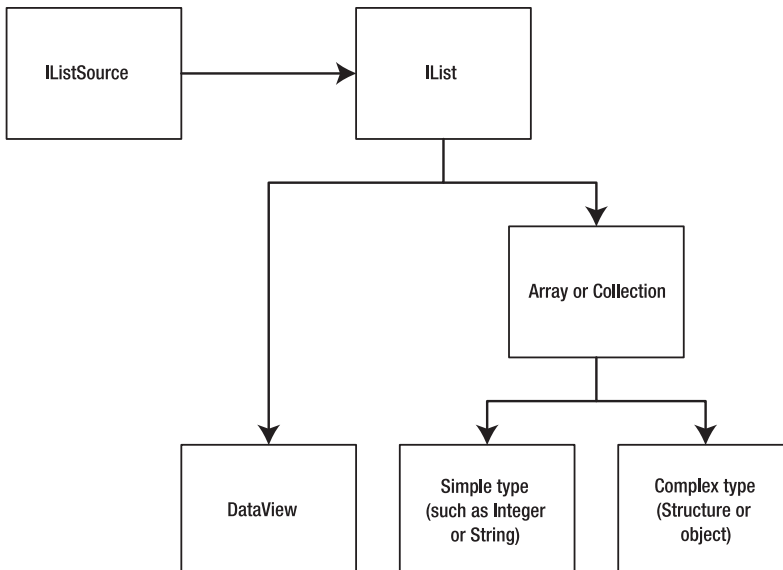 IListSource
IList
Array or Collection
DataView
Simple type
(such as Integer
or String)
Complex type
(Structure or
object)